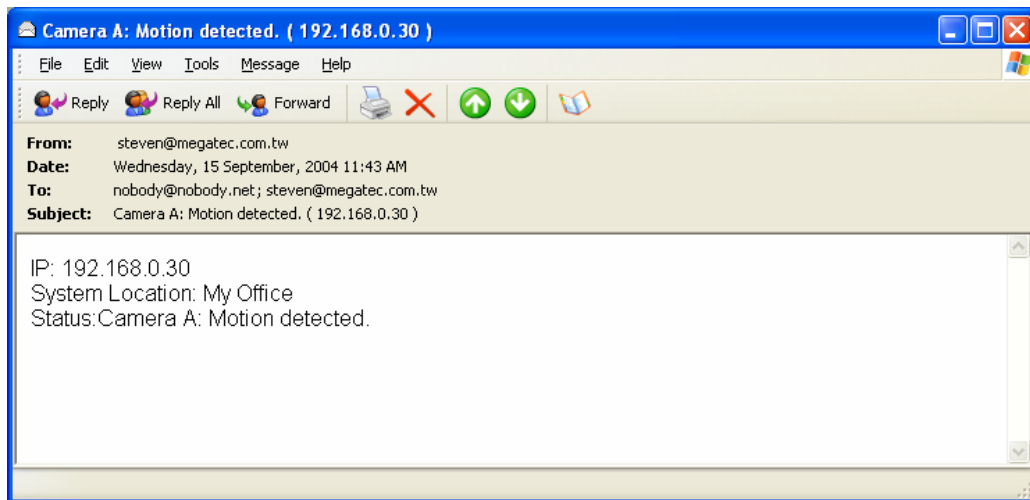 Camera A: Motion detected. ( 192.168.0.30 )
File Edit View Tools Message Help
Reply Reply All Forward
From: steven@megatec.com.tw
Date: Wednesday, 15 September, 2004 11:43 AM
To: nobody@nobody.net; steven@megatec.com.tw
Subject: Camera A: Motion detected. ( 192.168.0.30 )
IP: 192.168.0.30
System Location: My Office
Status:Camera A: Motion detected.